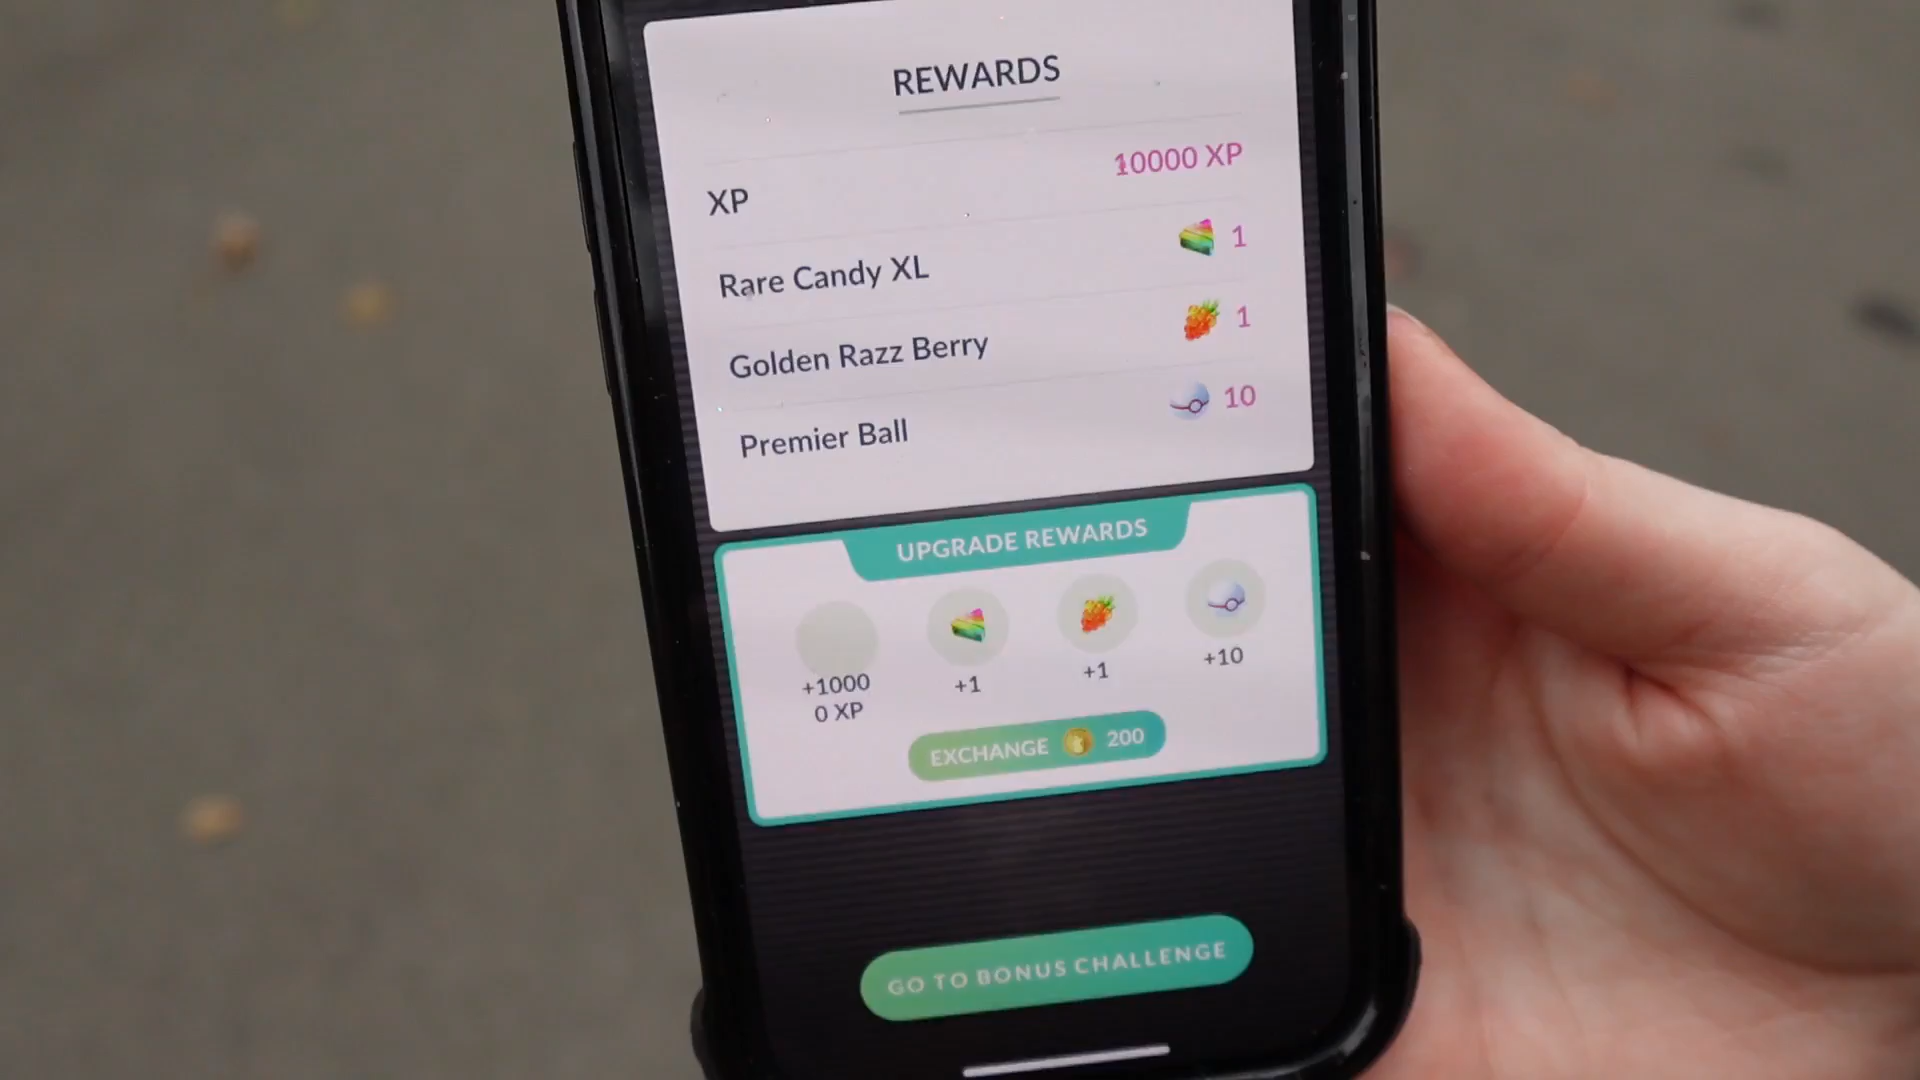 REWARDS
XP
10000 XP
Rare Candy XL
1
Golden Razz Berry
1
Premier Ball
10
UPGRADE REWARDS
+1000
0 XP
+1
+1
+10
EXCHANGE 200
GO TO BONUS CHALLENGE